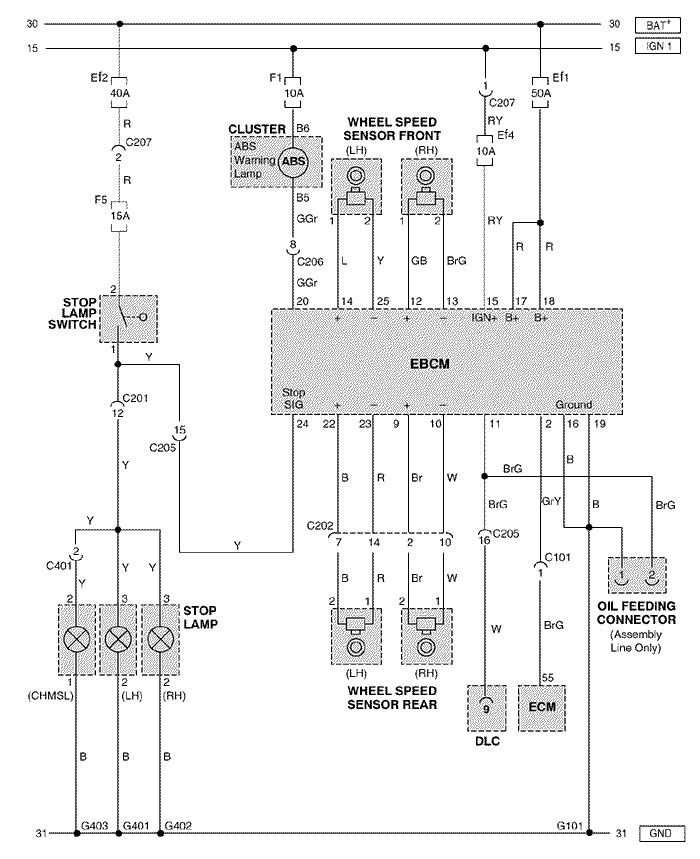 30 30 BAT+
15 15 IGN 1
Ef2 F1 1 Ef1
40A 10A C207 50A
R B6 RY
C207 CLUSTER WHEEL SPEED Ef4
2 ABS SENSOR FRONT 10A
Warning ABS (LH) (RH)
Lamp
R B5
F5 GGr RY
15A 1 2 1 2
8 R R
C206 L Y GB BrG
GGr
2 20 14 25 12 13 15 17 18
STOP
LAMP
SWITCH
+ − + − IGN+ B+ B+
1 EBCM
Y Stop
SIG + − + − Ground
C201
12 15 24 22 23 9 10 11 2 16 19
C205 B
Y B R Br W BrG
BrG GrY B BrG
Y C202 C205
Y 7 14 2 10 16 C101
2 1 1 2
C401 Y Y B R Br W
2 3 3 STOP
LAMP
2 1 2 1 W BrG OIL FEEDING
CONNECTOR
(Assembly
Line Only)
1 2 2 (LH) (RH) 55
(CHMSL) (LH) (RH) WHEEL SPEED
SENSOR REAR 9 ECM
DLC
B B B
31 G403 G401 G402 G101 31 GND